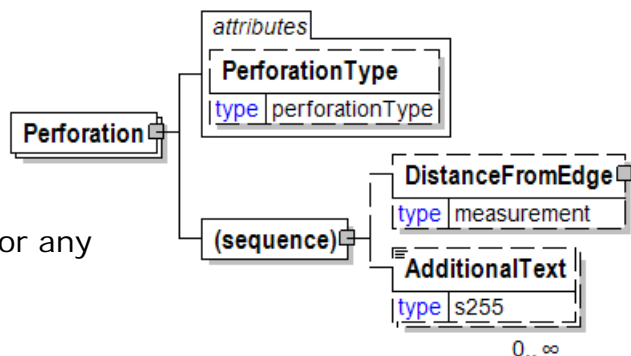 attributes
PerforationType
type perforationType
Perforation
DistanceFromEdge
type measurement
or any
(sequence)
AdditionalText
type s255
0.. ∞